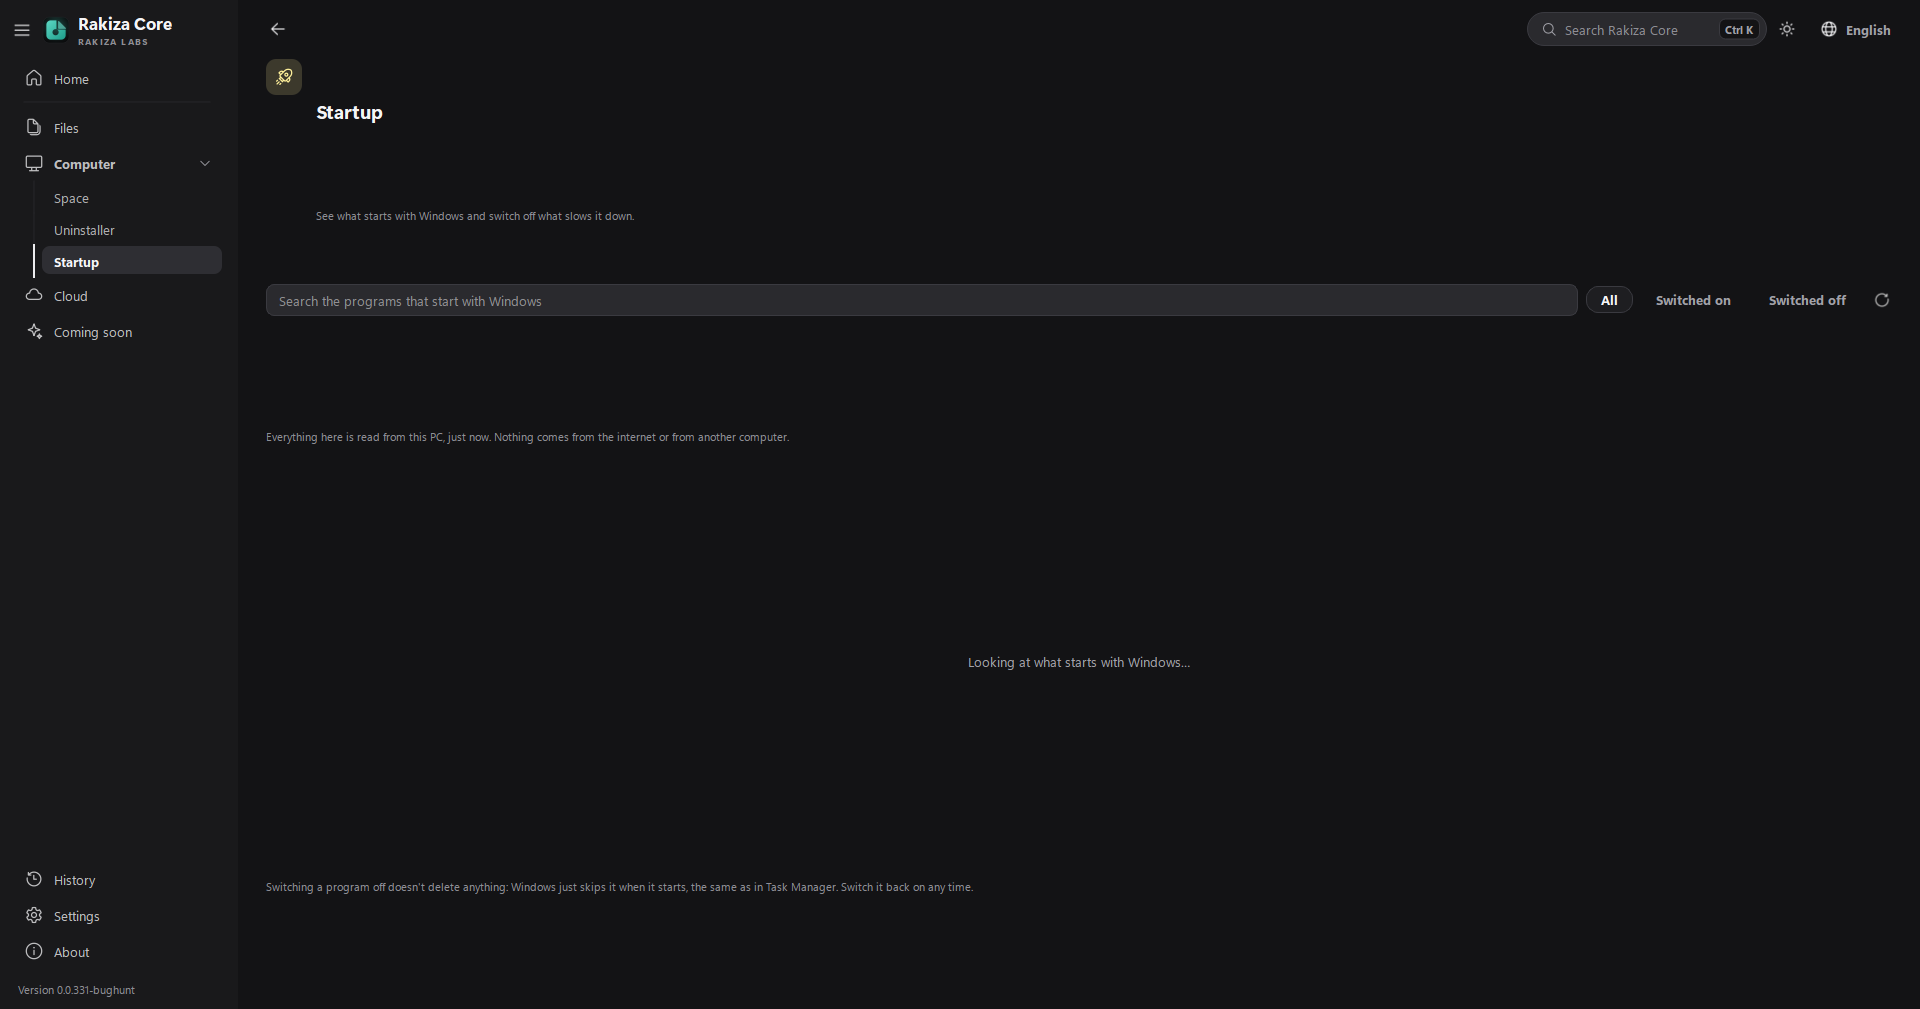 Rakiza Core
RAKIZA LABS
Home
Files
Computer
Space
Uninstaller
Startup
Cloud
Coming soon
History
Settings
About
Version 0.0.331-bughunt
Search Rakiza Core
Ctrl K
English
Startup
See what starts with Windows and switch off what slows it down.
Search the programs that start with Windows
All
Switched on
Switched off
Everything here is read from this PC, just now. Nothing comes from the internet or from another computer.
Looking at what starts with Windows...
Switching a program off doesn't delete anything: Windows just skips it when it starts, the same as in Task Manager. Switch it back on any time.